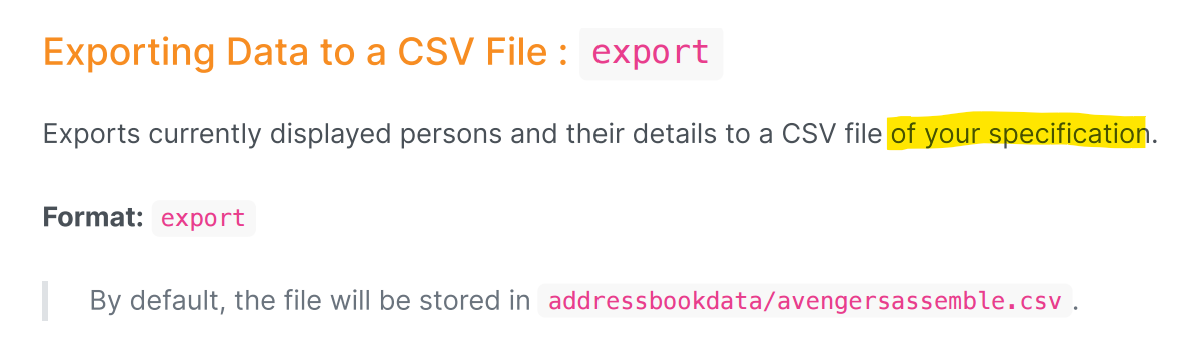 Exporting Data to a CSV File : export
Exports currently displayed persons and their details to a CSV file of your specification.
Format: export
By default, the file will be stored in addressbookdata/avengersassemble.csv.